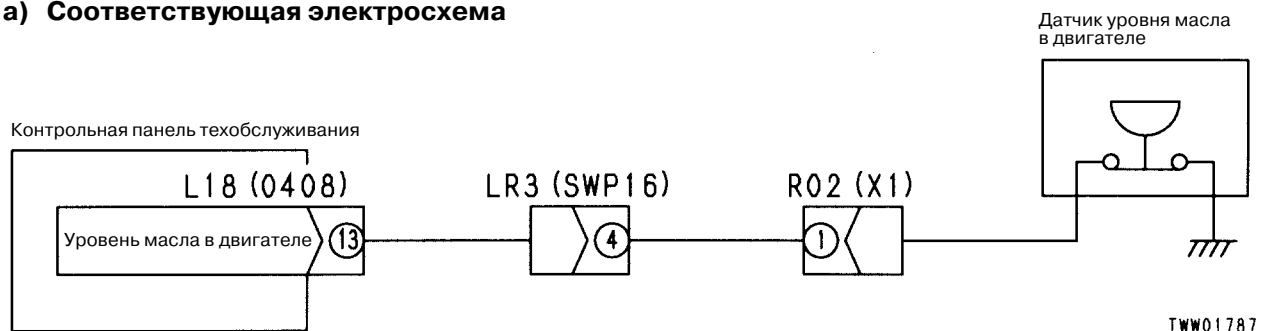 а) Соответствующая электросхема
Датчик уровня масла
в двигателе
Контрольная панель техобслуживания
L18 (0408)
LR3 (SWP16)
R02 (X1)
Уровень масла в двигателе
13
4
1
TWW01787